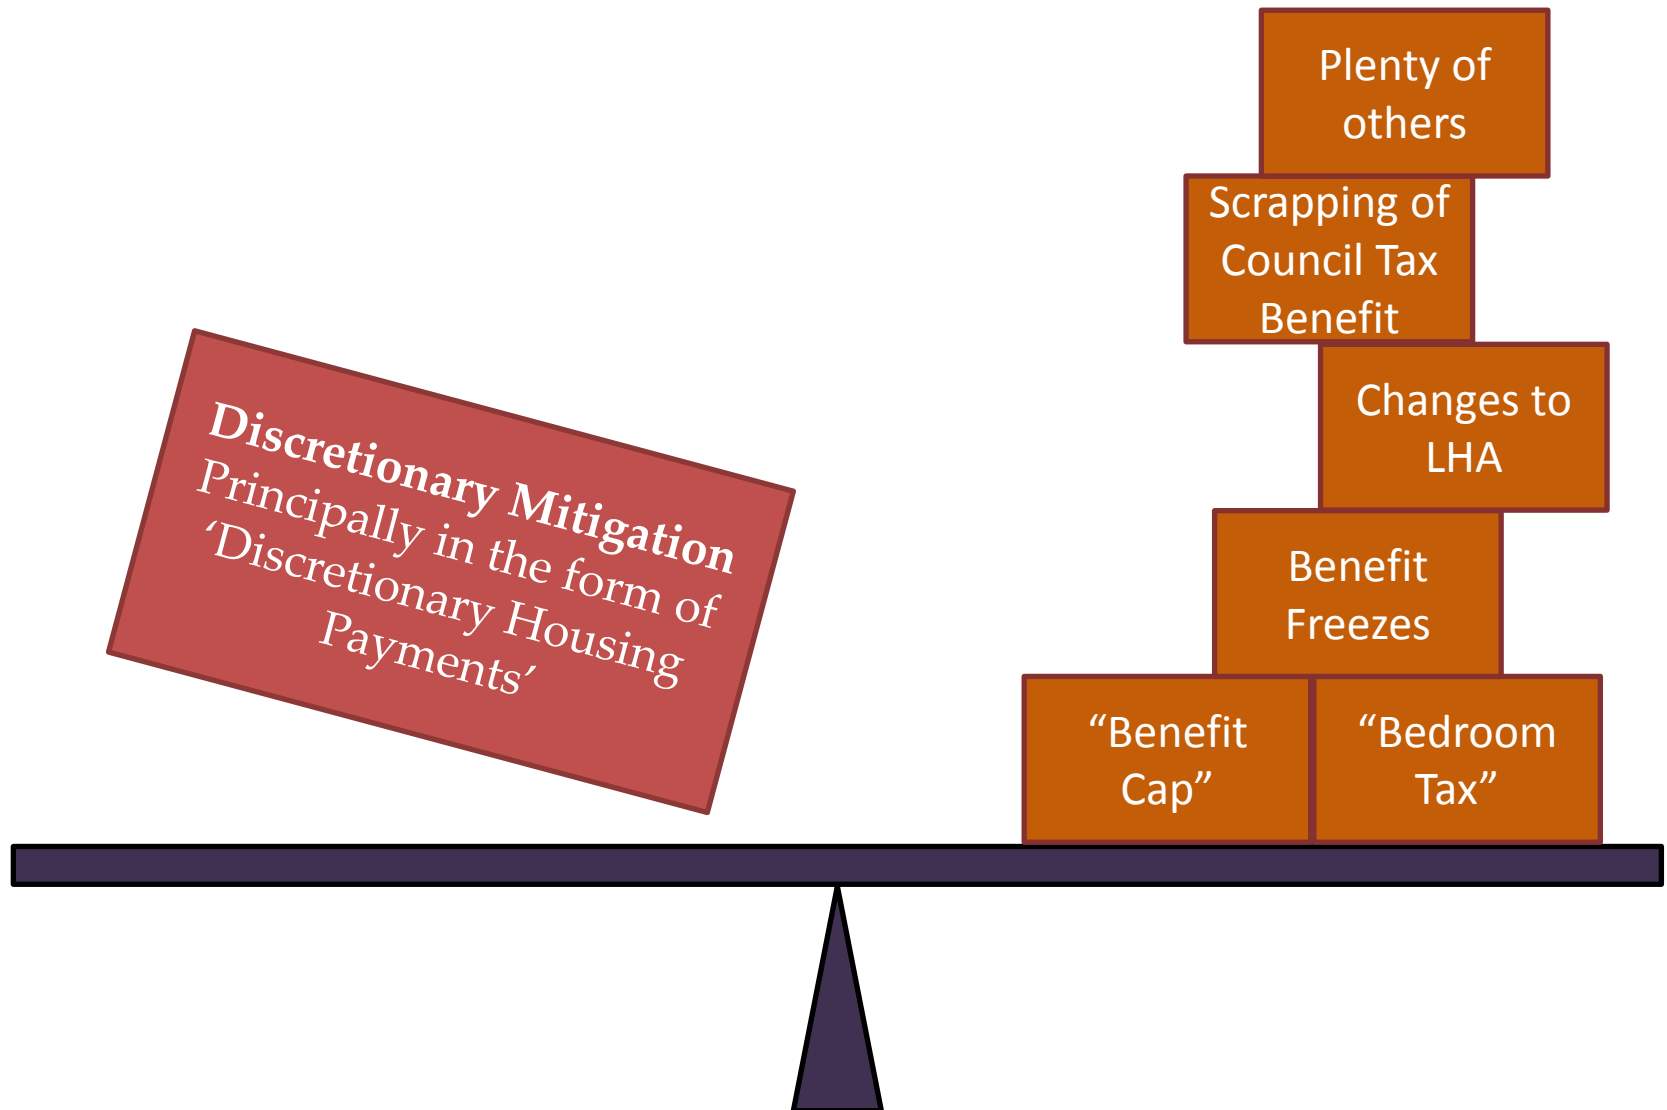 Discretionary Mitigation
Principally in the form of
‘Discretionary Housing
Payments’
Plenty of
others
Scrapping of
Council Tax
Benefit
Changes to
LHA
Benefit
Freezes
“Benefit
Cap”
“Bedroom
Tax”